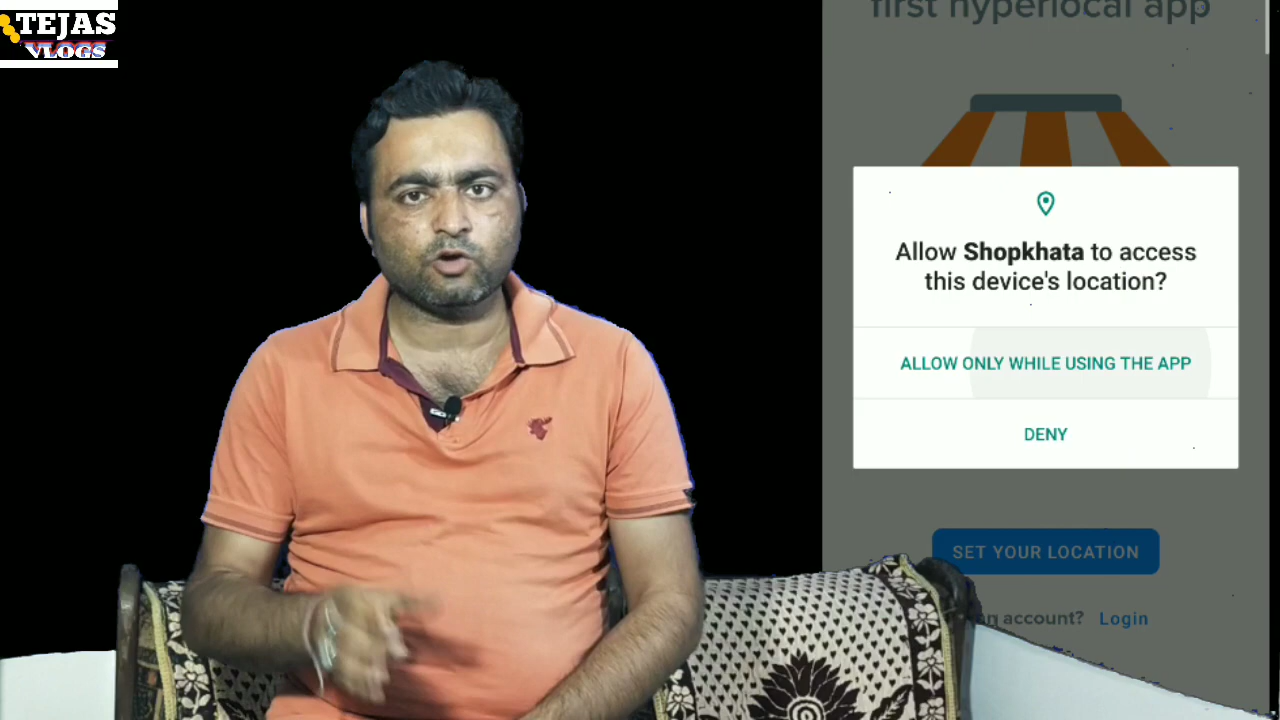 TEJAS
VLOGS
first hyperlocal app
Allow Shopkhata to access
this device's location?
ALLOW ONLY WHILE USING THE APP
DENY
SET YOUR LOCATION
an account? Login